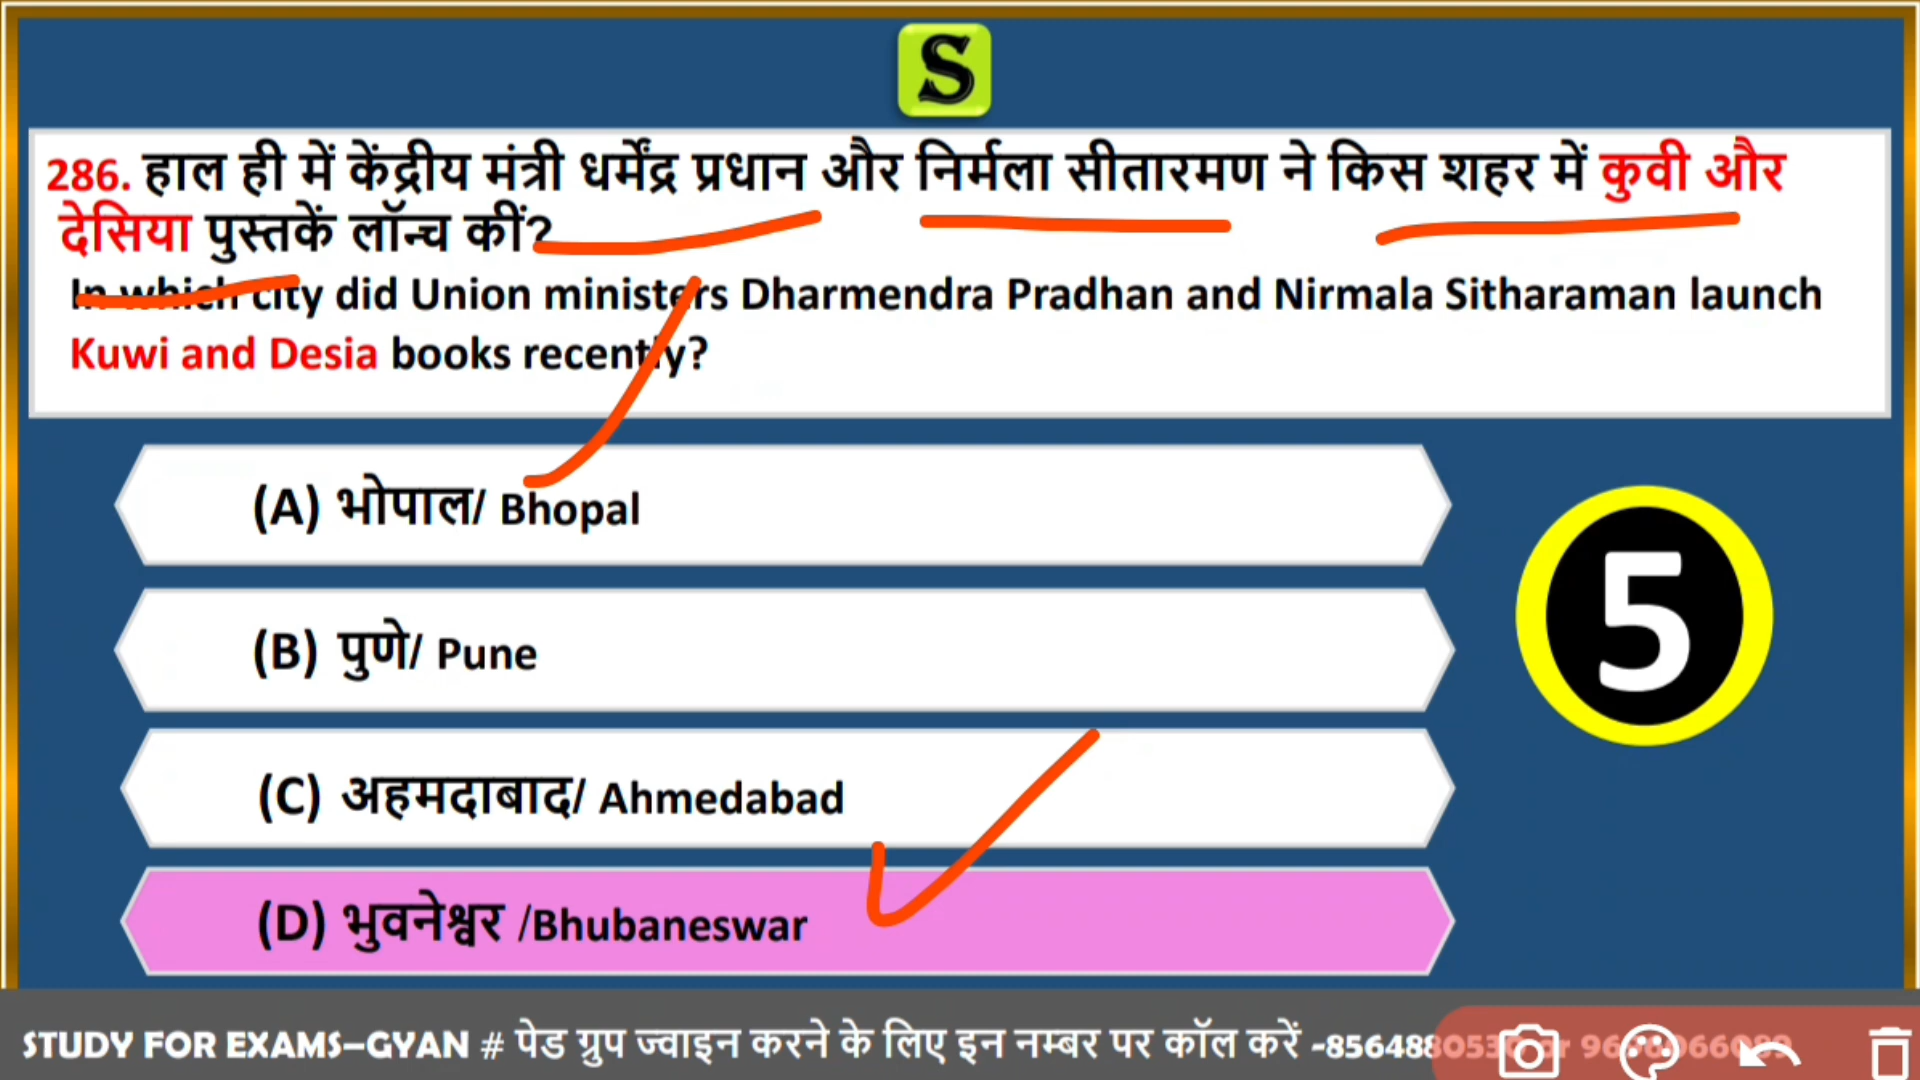 S
286. हाल ही में केंद्रीय मंत्री धर्मेंद्र प्रधान और निर्मला सीतारमण ने किस शहर में कुवी और
देसिया पुस्तकें लॉन्च कीं?
In which city did Union ministers Dharmendra Pradhan and Nirmala Sitharaman launch
Kuwi and Desia books recently?
(A) भोपाल/ Bhopal
(B) पुणे/ Pune
5
(C) अहमदाबाद/ Ahmedabad
(D) भुवनेश्वर /Bhubaneswar
STUDY FOR EXAMS-GYAN # पेड ग्रुप ज्वाइन करने के लिए इन नम्बर पर कॉल करें